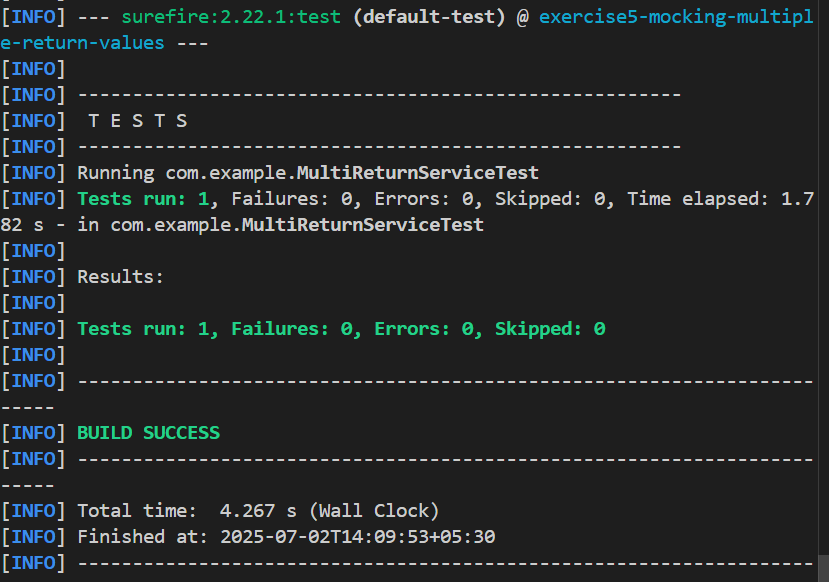 [INFO] --- surefire:2.22.1:test (default-test) @ exercise5-mocking-multipl
e-return-values ---
[INFO]
[INFO] -------------------------------------------------------
[INFO]  T E S T S
[INFO] -------------------------------------------------------
[INFO] Running com.example.MultiReturnServiceTest
[INFO] Tests run: 1, Failures: 0, Errors: 0, Skipped: 0, Time elapsed: 1.7
82 s - in com.example.MultiReturnServiceTest
[INFO]
[INFO] Results:
[INFO]
[INFO] Tests run: 1, Failures: 0, Errors: 0, Skipped: 0
[INFO]
[INFO] -------------------------------------------------------------------
-----
[INFO] BUILD SUCCESS
[INFO] -------------------------------------------------------------------
-----
[INFO] Total time:  4.267 s (Wall Clock)
[INFO] Finished at: 2025-07-02T14:09:53+05:30
[INFO] -------------------------------------------------------------------